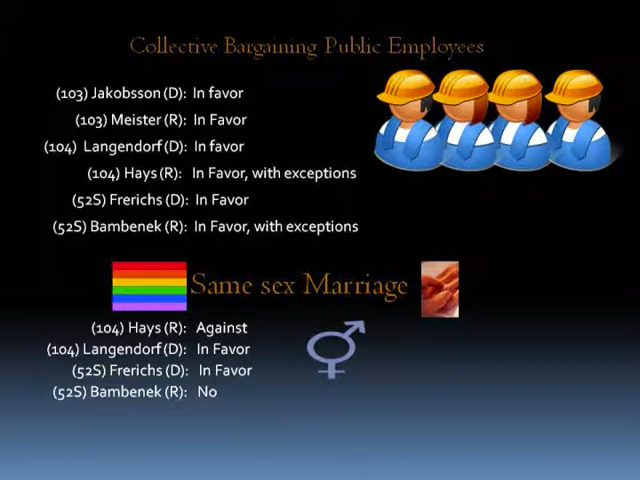 Collective Bargaining Public Employees
(103) Jakobsson (D): In favor
(103) Meister (R): In Favor
(104) Langendorf (D): In favor
(104) Hays (R): In Favor, with exceptions
(52S) Frerichs (D): In Favor
(52S) Bambenek (R): In Favor, with exceptions
Same sex Marriage
(104) Hays (R): Against
(104) Langendorf (D): In Favor
(52S) Frerichs (D): In Favor
(52S) Bambenek (R): No